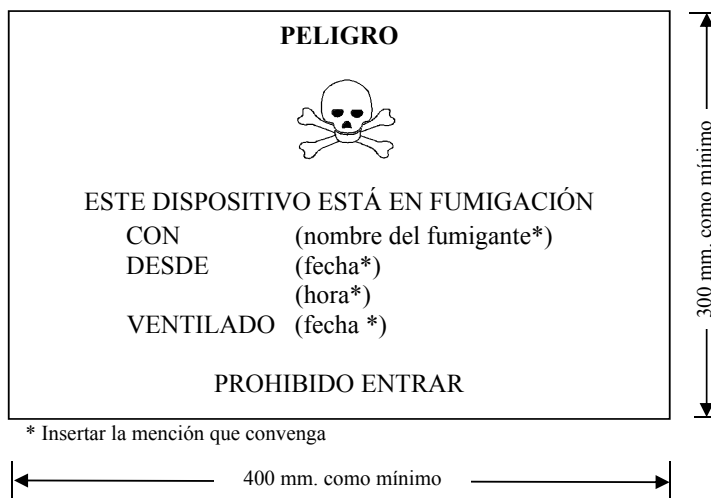 PELIGRO
ESTE DISPOSITIVO ESTÁ EN FUMIGACIÓN
CON (nombre del fumigante*)
DESDE (fecha*)
(hora*)
VENTILADO (fecha *)
PROHIBIDO ENTRAR
* Insertar la mención que convenga
400 mm. como mínimo
300 mm. como mínimo